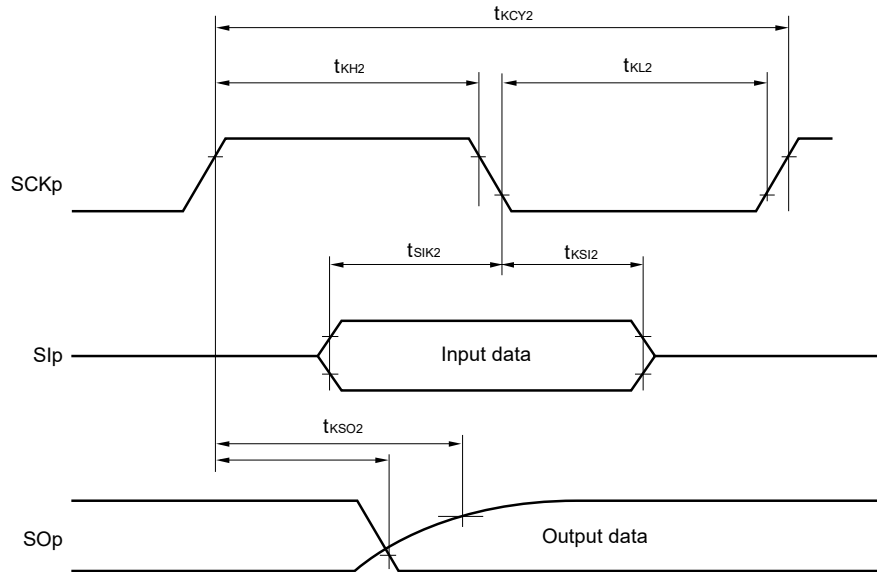 tKCY2
tKH2
tKL2
SCKp
tSIK2
tKSI2
SIp
Input data
tKSO2
SOp
Output data